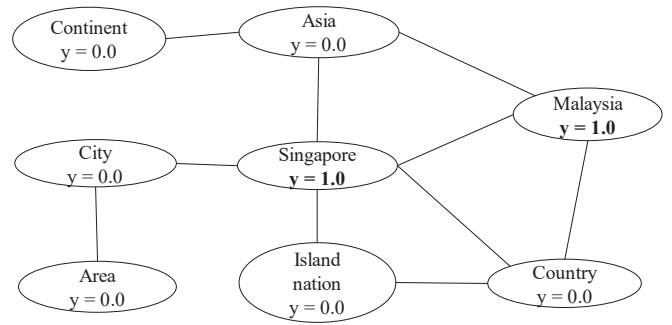 Continent
y = 0.0
Asia
y = 0.0
Malaysia
y = 1.0
City
y = 0.0
Singapore
y = 1.0
Area
y = 0.0
Island
nation
y = 0.0
Country
y = 0.0